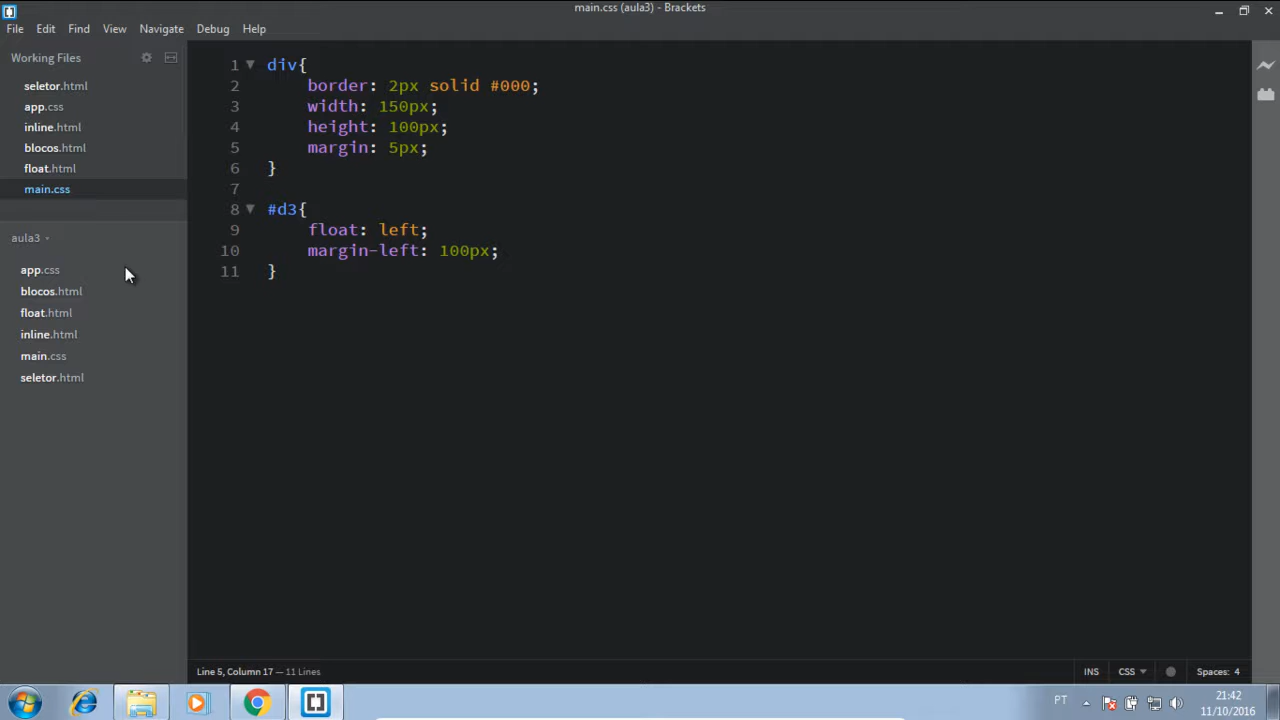 main.css (aula3) - Brackets
File Edit Find View Navigate Debug Help
Working Files
seletor.html
app.css
inline.html
blocos.html
float.html
main.css
aula3
app.css
blocos.html
float.html
inline.html
main.css
seletor.html
1 div{
2 border: 2px solid #000;
3 width: 150px;
4 height: 100px;
5 margin: 5px;
6 }
7
8 #d3{
9 float: left;
10 margin-left: 100px;
11 }
Line 5, Column 17 — 11 Lines
INS CSS Spaces: 4
PT 21:42
11/10/2016